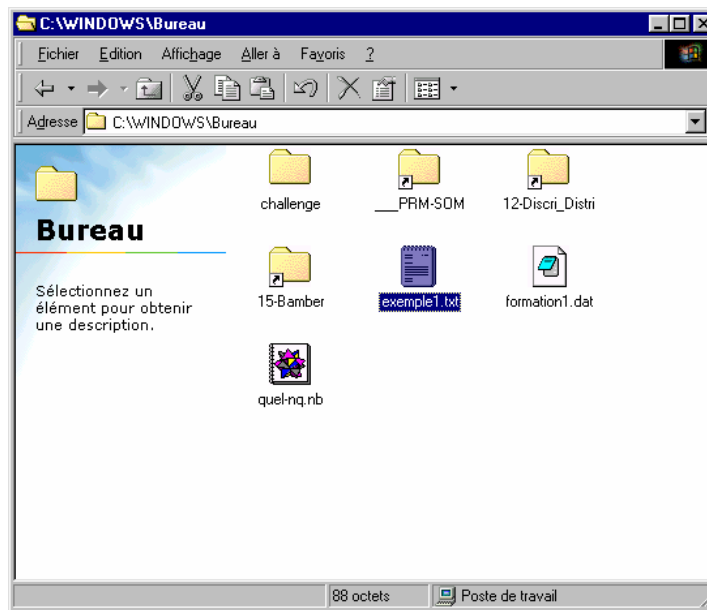 C:\WINDOWS\Bureau
Fichier Edition Affichage Aller à Favoris ?
Adresse C:\WINDOWS\Bureau
Bureau
Sélectionnez un
élément pour obtenir
une description.
challenge ___PRM-SOM 12-Discri_Distri
15-Bamber exemple1.txt formation1.dat
quel-nq.nb
88 octets Poste de travail